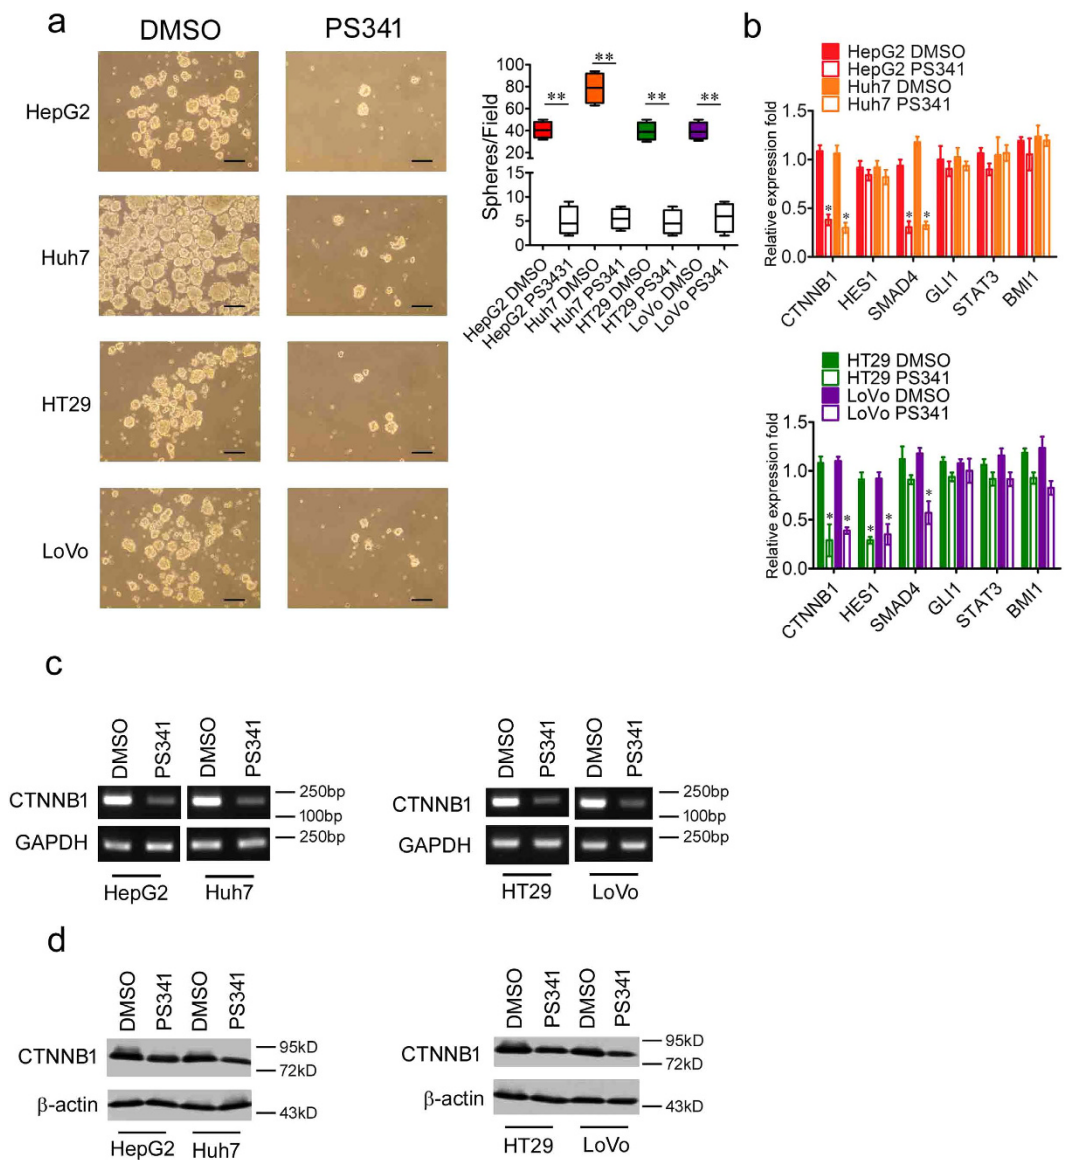 a
DMSO
PS341
HepG2
Huh7
HT29
LoVo
Spheres/Field
100
80
60
40
20
15
10
5
0
**
**
**
**
HepG2 DMSO
HepG2 PS3431
Huh7 DMSO
Huh7 PS341
HT29 DMSO
HT29 PS341
LoVo DMSO
LoVo PS341
b
HepG2 DMSO
HepG2 PS341
Huh7 DMSO
Huh7 PS341
Relative expression fold
1.5
1.0
0.5
0.0
* * * *
CTNNB1
HES1
SMAD4
GLI1
STAT3
BMI1
HT29 DMSO
HT29 PS341
LoVo DMSO
LoVo PS341
Relative expression fold
1.5
1.0
0.5
0.0
* * * * *
CTNNB1
HES1
SMAD4
GLI1
STAT3
BMI1
c
DMSO
PS341
DMSO
PS341
CTNNB1
250bp
100bp
GAPDH
250bp
HepG2
Huh7
DMSO
PS341
DMSO
PS341
CTNNB1
250bp
100bp
GAPDH
250bp
HT29
LoVo
d
DMSO
PS341
DMSO
PS341
CTNNB1
95kD
72kD
β-actin
43kD
HepG2
Huh7
DMSO
PS341
DMSO
PS341
CTNNB1
95kD
72kD
β-actin
43kD
HT29
LoVo